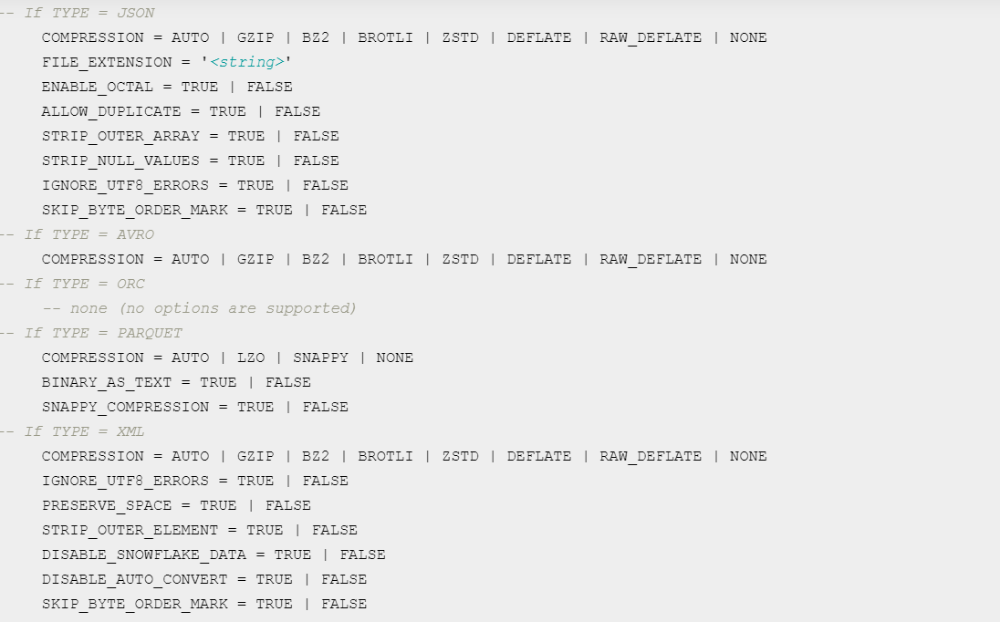 -- If TYPE = JSON
COMPRESSION = AUTO | GZIP | BZ2 | BROTLI | ZSTD | DEFLATE | RAW_DEFLATE | NONE
FILE_EXTENSION = '<string>'
ENABLE_OCTAL = TRUE | FALSE
ALLOW_DUPLICATE = TRUE | FALSE
STRIP_OUTER_ARRAY = TRUE | FALSE
STRIP_NULL_VALUES = TRUE | FALSE
IGNORE_UTF8_ERRORS = TRUE | FALSE
SKIP_BYTE_ORDER_MARK = TRUE | FALSE
-- If TYPE = AVRO
COMPRESSION = AUTO | GZIP | BZ2 | BROTLI | ZSTD | DEFLATE | RAW_DEFLATE | NONE
-- If TYPE = ORC
-- none (no options are supported)
-- If TYPE = PARQUET
COMPRESSION = AUTO | LZO | SNAPPY | NONE
BINARY_AS_TEXT = TRUE | FALSE
SNAPPY_COMPRESSION = TRUE | FALSE
-- If TYPE = XML
COMPRESSION = AUTO | GZIP | BZ2 | BROTLI | ZSTD | DEFLATE | RAW_DEFLATE | NONE
IGNORE_UTF8_ERRORS = TRUE | FALSE
PRESERVE_SPACE = TRUE | FALSE
STRIP_OUTER_ELEMENT = TRUE | FALSE
DISABLE_SNOWFLAKE_DATA = TRUE | FALSE
DISABLE_AUTO_CONVERT = TRUE | FALSE
SKIP_BYTE_ORDER_MARK = TRUE | FALSE